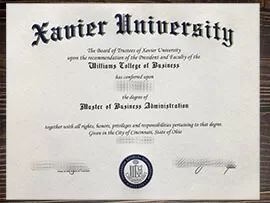 Xavier University
The Board of Trustees of Xavier University
upon the recommendation of the President and Faculty of the
Williams College of Business
has conferred upon
the degree of
Master of Business Administration
together with all rights, honors, privileges and responsibilities pertaining to that degree
Given in the City of Cincinnati, State of Ohio